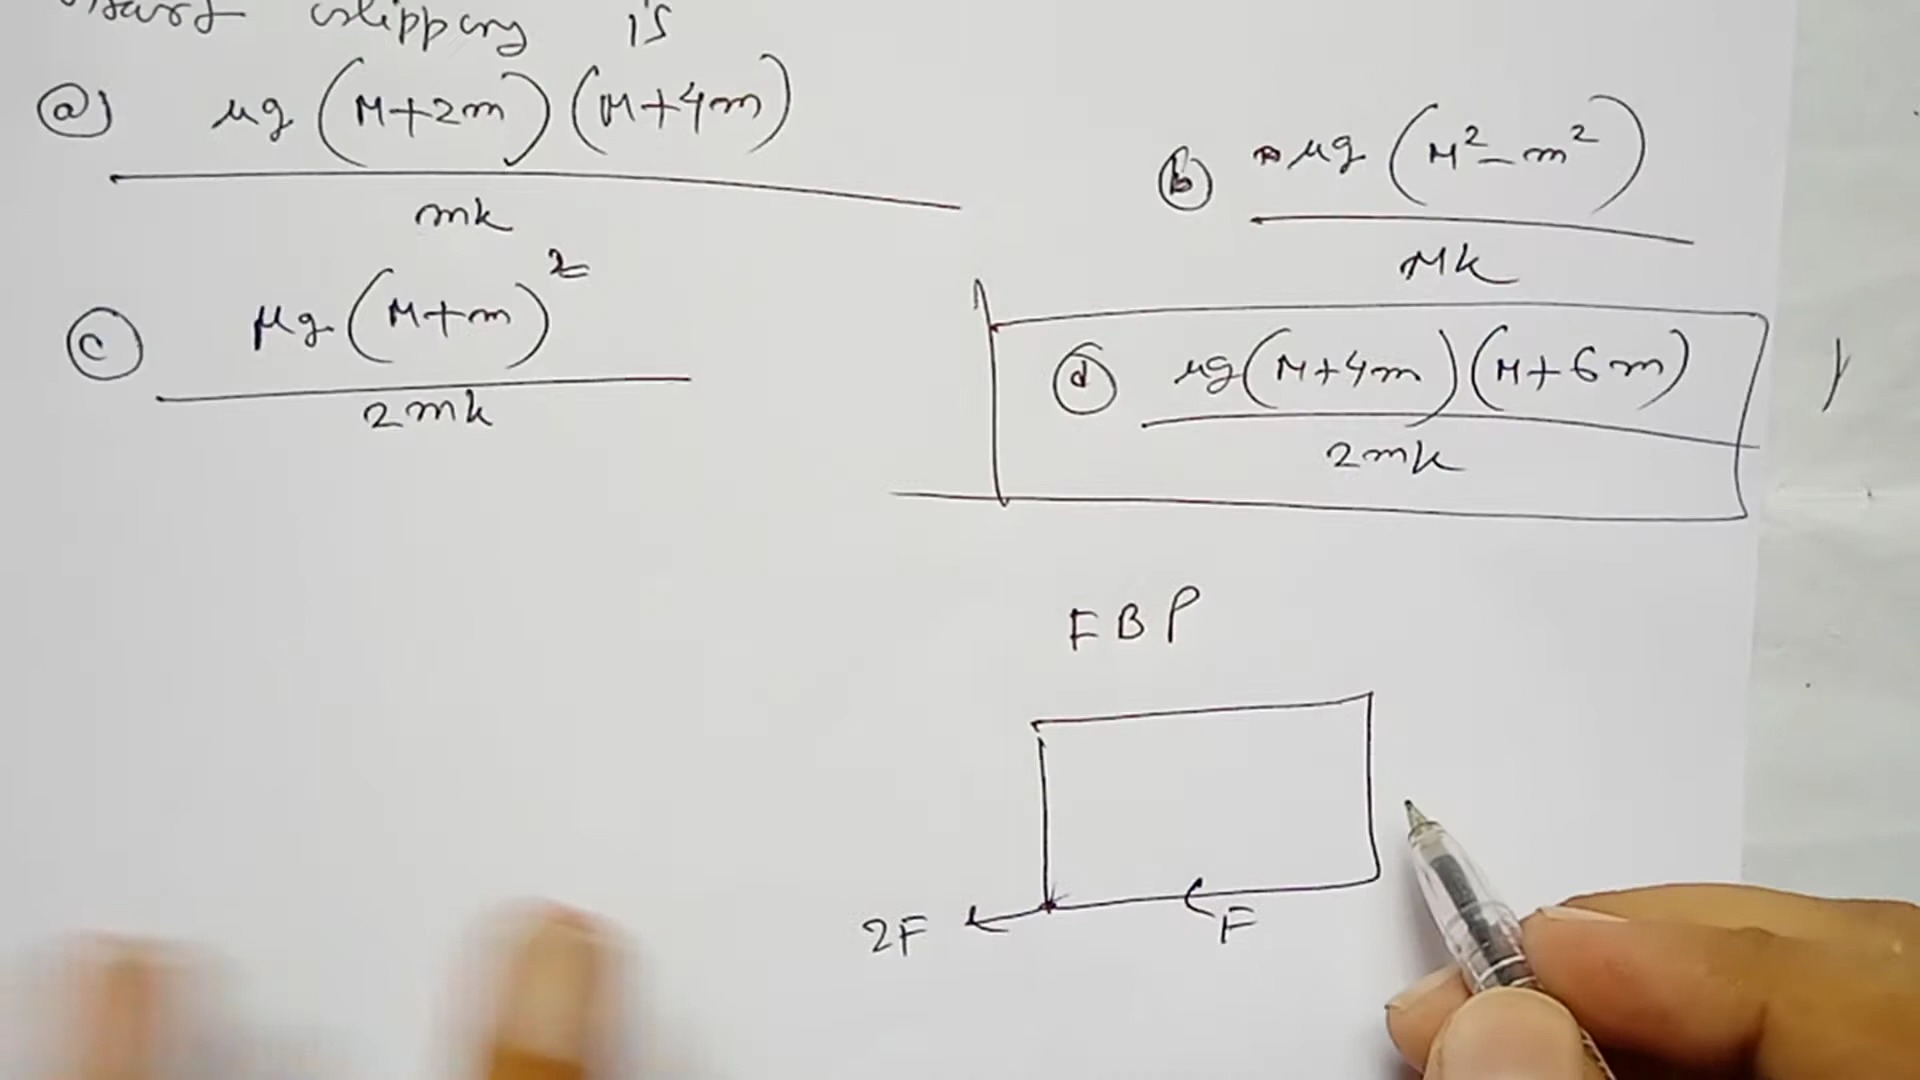 slipping is
(a) μg (M+2m) (M+4m)
mk
(b) μg (M² – m²)
Mk
(c) μg (M+m)²
2mk
(d) μg (M+4m) (M+6m)
2mk
FBP
2F F